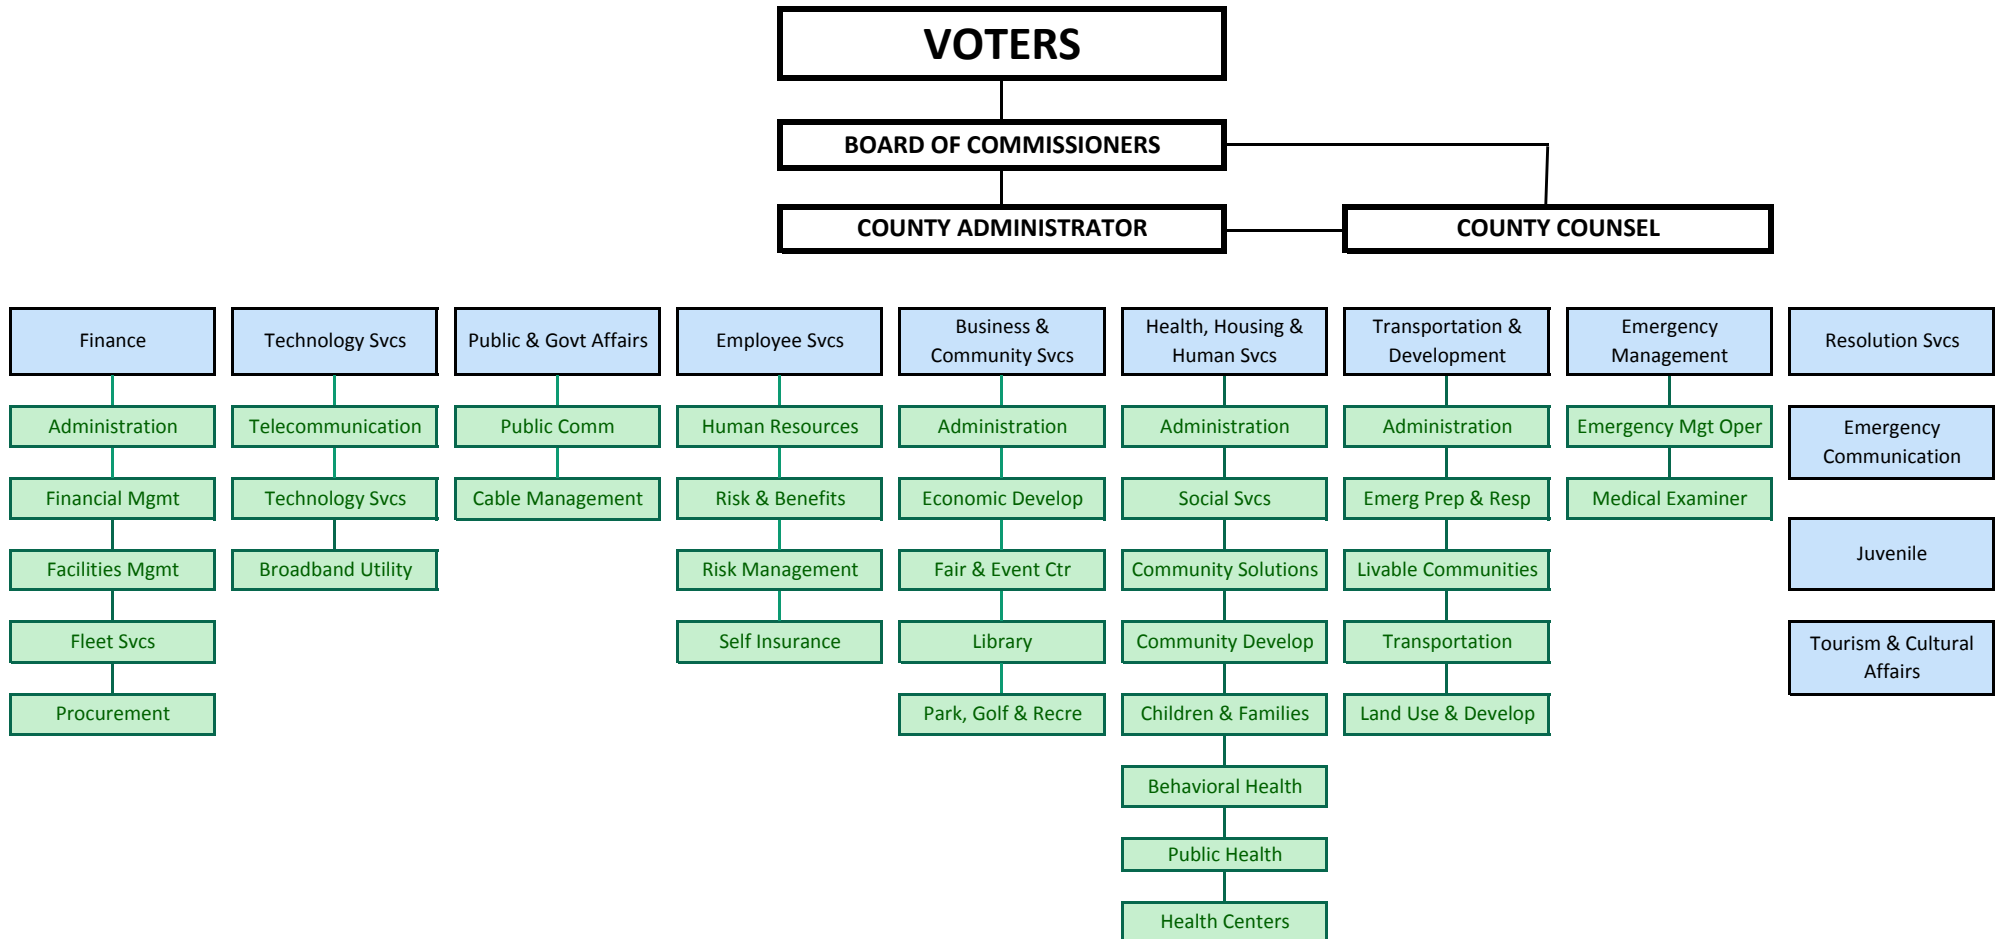 VOTERS
BOARD OF COMMISSIONERS
COUNTY ADMINISTRATOR
COUNTY COUNSEL
Finance
Administration
Financial Mgmt
Facilities Mgmt
Fleet Svcs
Procurement
Technology Svcs
Telecommunication
Technology Svcs
Broadband Utility
Public & Govt Affairs
Public Comm
Cable Management
Employee Svcs
Human Resources
Risk & Benefits
Risk Management
Self Insurance
Business &
Community Svcs
Administration
Economic Develop
Fair & Event Ctr
Library
Park, Golf & Recre
Health, Housing &
Human Svcs
Administration
Social Svcs
Community Solutions
Community Develop
Children & Families
Behavioral Health
Public Health
Health Centers
Transportation &
Development
Administration
Emerg Prep & Resp
Livable Communities
Transportation
Land Use & Develop
Emergency
Management
Emergency Mgt Oper
Medical Examiner
Resolution Svcs
Emergency
Communication
Juvenile
Tourism & Cultural
Affairs